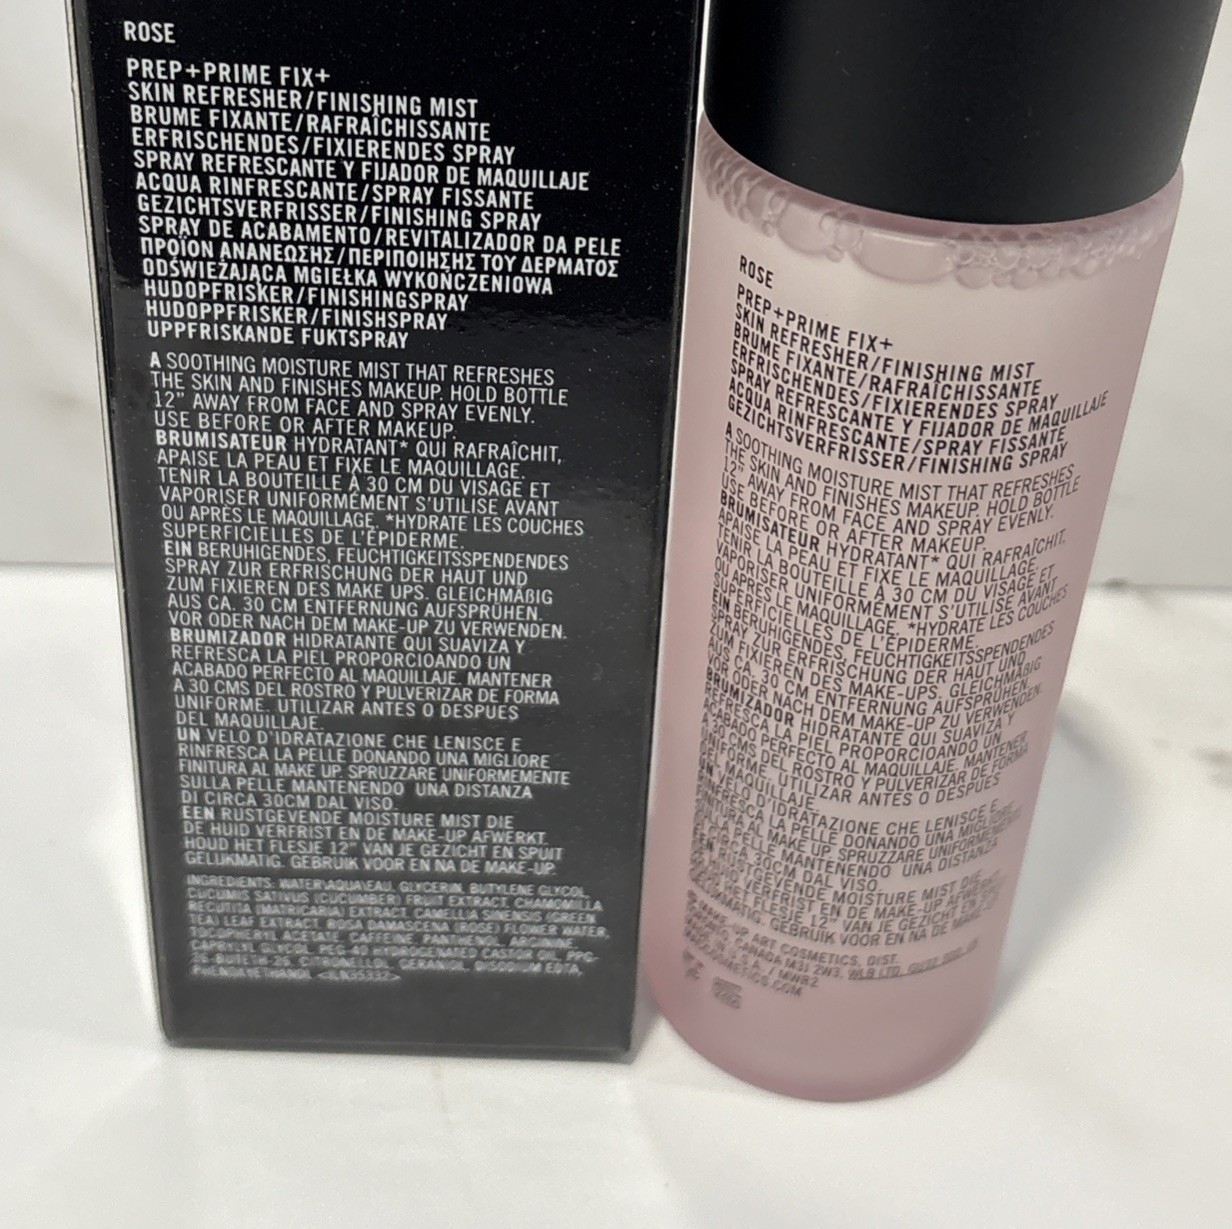 ROSE
PREP+PRIME FIX+
SKIN REFRESHER/FINISHING MIST
BRUME FIXANTE/RAFRAÎCHISSANTE
ERFRISCHENDES/FIXIERENDES SPRAY
SPRAY REFRESCANTE Y FIJADOR DE MAQUILLAJE
ACQUA RINFRESCANTE/SPRAY FISSANTE
GEZICHTSVERFRISSER/FINISHING SPRAY
SPRAY DE ACABAMENTO/REVITALIZADOR DA PELE
ΠΡΟΪΟΝ ΑΝΑΝΕΩΣΗΣ/ΠΕΡΙΠΟΙΗΣΗΣ ΤΟΥ ΔΕΡΜΑΤΟΣ
ODŚWIEŻAJĄCA MGIEŁKA WYKOŃCZENIOWA
HUDOPFRISKER/FINISHINGSPRAY
HUDOPPFRISKER/FINISHSPRAY
UPPFRISKANDE FUKTSPRAY
A SOOTHING MOISTURE MIST THAT REFRESHES
THE SKIN AND FINISHES MAKEUP. HOLD BOTTLE
12" AWAY FROM FACE AND SPRAY EVENLY.
USE BEFORE OR AFTER MAKEUP.
BRUMISATEUR HYDRATANT* QUI RAFRAÎCHIT,
APAISE LA PEAU ET FIXE LE MAQUILLAGE.
TENIR LA BOUTEILLE À 30 CM DU VISAGE ET
VAPORISER UNIFORMÉMENT S'UTILISE AVANT
OU APRÈS LE MAQUILLAGE. *HYDRATE LES COUCHES
SUPERFICIELLES DE L'ÉPIDERME.
EIN BERUHIGENDES, FEUCHTIGKEITSSPENDENDES
SPRAY ZUR ERFRISCHUNG DER HAUT UND
ZUM FIXIEREN DES MAKE UPS. GLEICHMÄßIG
AUS CA. 30 CM ENTFERNUNG AUFSPRÜHEN.
VOR ODER NACH DEM MAKE-UP ZU VERWENDEN.
BRUMIZADOR HIDRATANTE QUI SUAVIZA Y
REFRESCA LA PIEL PROPORCIOANDO UN
ACABADO PERFECTO AL MAQUILLAJE. MANTENER
A 30 CMS DEL ROSTRO Y PULVERIZAR DE FORMA
UNIFORME. UTILIZAR ANTES O DESPUES
DEL MAQUILLAJE.
UN VELO D'IDRATAZIONE CHE LENISCE E
RINFRESCA LA PELLE DONANDO UNA MIGLIORE
FINITURA AL MAKE UP. SPRUZZARE UNIFORMEMENTE
SULLA PELLE MANTENENDO UNA DISTANZA
DI CIRCA 30CM DAL VISO.
EEN RUSTGEVENDE MOISTURE MIST DIE
DE HUID VERFRIST EN DE MAKE-UP AFWERKT.
HOUD HET FLESJE 12" VAN JE GEZICHT EN SPUIT
GELIJKMATIG. GEBRUIK VOOR EN NA DE MAKE-UP.
INGREDIENTS: WATER\AQUA\EAU, GLYCERIN, BUTYLENE GLYCOL,
CUCUMIS SATIVUS (CUCUMBER) FRUIT EXTRACT, CHAMOMILLA
RECUTITA (MATRICARIA) EXTRACT, CAMELLIA SINENSIS (GREEN
TEA) LEAF EXTRACT, ROSA DAMASCENA (ROSE) FLOWER WATER,
TOCOPHERYL ACETATE, CAFFEINE, PANTHENOL, ARGININE,
CAPRYLYL GLYCOL, PEG-40 HYDROGENATED CASTOR OIL, PPG-
26-BUTETH-26, CITRONELLOL, GERANIOL, DISODIUM EDTA,
PHENOXYETHANOL
ROSE
PREP+PRIME FIX+
SKIN REFRESHER/FINISHING MIST
BRUME FIXANTE/RAFRAÎCHISSANTE
ERFRISCHENDES/FIXIERENDES SPRAY
SPRAY REFRESCANTE Y FIJADOR DE MAQUILLAJE
ACQUA RINFRESCANTE/SPRAY FISSANTE
GEZICHTSVERFRISSER/FINISHING SPRAY
A SOOTHING MOISTURE MIST THAT REFRESHES
THE SKIN AND FINISHES MAKEUP. HOLD BOTTLE
12" AWAY FROM FACE AND SPRAY EVENLY.
USE BEFORE OR AFTER MAKEUP.
BRUMISATEUR HYDRATANT* QUI RAFRAÎCHIT,
APAISE LA PEAU ET FIXE LE MAQUILLAGE.
TENIR LA BOUTEILLE À 30 CM DU VISAGE ET
VAPORISER UNIFORMÉMENT S'UTILISE AVANT
OU APRÈS LE MAQUILLAGE. *HYDRATE LES COUCHES
SUPERFICIELLES DE L'ÉPIDERME.
EIN BERUHIGENDES, FEUCHTIGKEITSSPENDENDES
SPRAY ZUR ERFRISCHUNG DER HAUT UND
ZUM FIXIEREN DES MAKE-UPS. GLEICHMÄßIG
AUS CA. 30 CM ENTFERNUNG AUFSPRÜHEN.
VOR ODER NACH DEM MAKE-UP ZU VERWENDEN.
BRUMIZADOR HIDRATANTE QUI SUAVIZA Y
REFRESCA LA PIEL PROPORCIOANDO UN
ACABADO PERFECTO AL MAQUILLAJE. MANTENER
A 30 CMS DEL ROSTRO Y PULVERIZAR DE FORMA
UNIFORME. UTILIZAR ANTES O DESPUES
DEL MAQUILLAJE.
UN VELO D'IDRATAZIONE CHE LENISCE E
RINFRESCA LA PELLE DONANDO UNA MIGLIORE
FINITURA AL MAKE UP. SPRUZZARE UNIFORMEMENTE
SULLA PELLE MANTENENDO UNA DISTANZA
DI CIRCA 30CM DAL VISO.
EEN RUSTGEVENDE MOISTURE MIST DIE
DE HUID VERFRIST EN DE MAKE-UP AFWERKT.
HOUD HET FLESJE 12" VAN JE GEZICHT EN SPUIT
GELIJKMATIG. GEBRUIK VOOR EN NA DE MAKE-UP.
MAKE-UP ART COSMETICS, DIST.
CANADA M3J 2W3.
MWR2